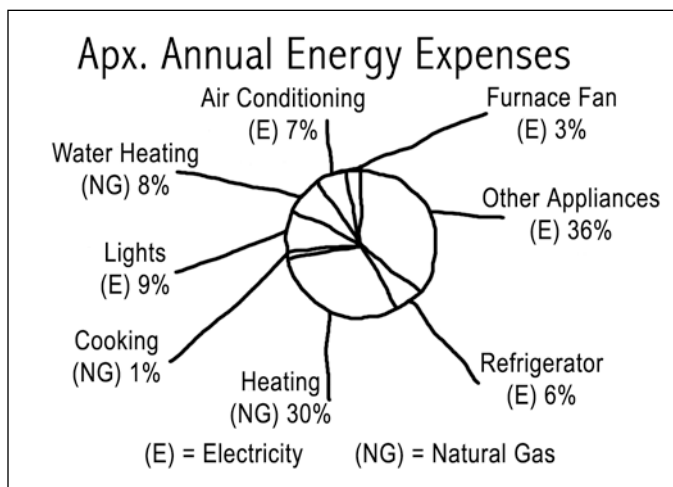 Apx. Annual Energy Expenses
Air Conditioning
(E) 7%
Furnace Fan
(E) 3%
Water Heating
(NG) 8%
Other Appliances
(E) 36%
Lights
(E) 9%
Cooking
(NG) 1%
Heating
(NG) 30%
Refrigerator
(E) 6%
(E) = Electricity (NG) = Natural Gas